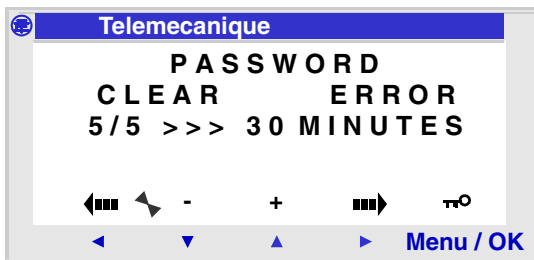 Telemecanique
PASSWORD
CLEAR ERROR
5/5 >>> 30 MINUTES
- +
Menu / OK